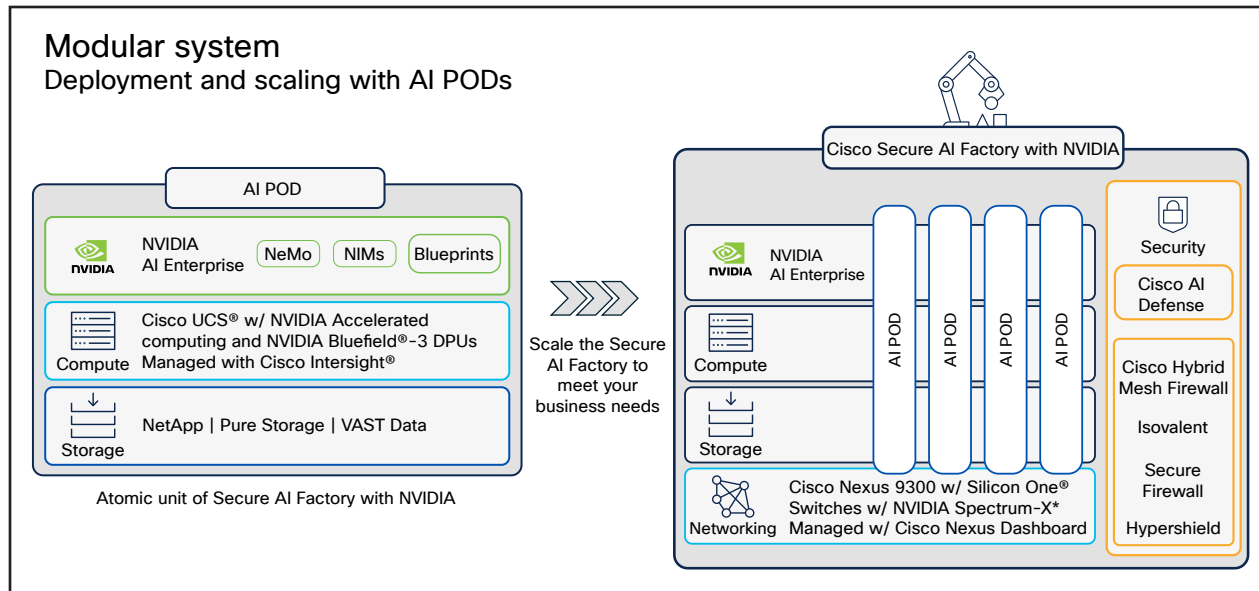 Modular system
Deployment and scaling with AI PODs
AI POD
NVIDIA
NVIDIA
AI Enterprise
NeMo
NIMs
Blueprints
Compute
Cisco UCS® w/ NVIDIA Accelerated
computing and NVIDIA Bluefield®-3 DPUs
Managed with Cisco Intersight®
Storage
NetApp | Pure Storage | VAST Data
Atomic unit of Secure AI Factory with NVIDIA
Scale the Secure
AI Factory to
meet your
business needs
Cisco Secure AI Factory with NVIDIA
NVIDIA
NVIDIA
AI Enterprise
Compute
Storage
AI POD
AI POD
AI POD
AI POD
Networking
Cisco Nexus 9300 w/ Silicon One®
Switches w/ NVIDIA Spectrum-X*
Managed w/ Cisco Nexus Dashboard
Security
Cisco AI
Defense
Cisco Hybrid
Mesh Firewall
Isovalent
Secure
Firewall
Hypershield